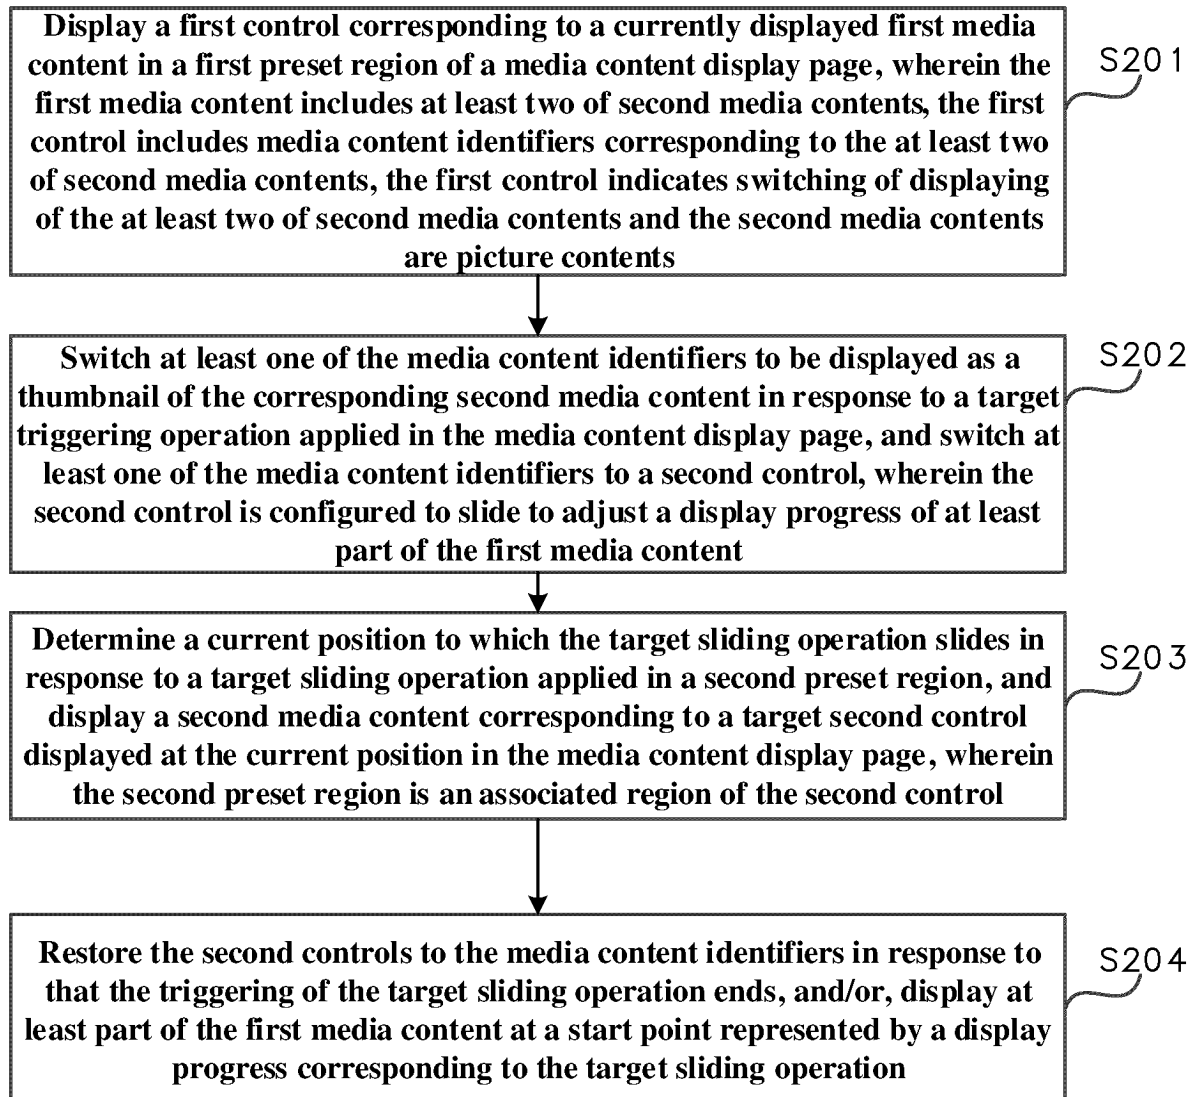 Display a first control corresponding to a currently displayed first media
content in a first preset region of a media content display page, wherein the
first media content includes at least two of second media contents, the first
control includes media content identifiers corresponding to the at least two
of second media contents, the first control indicates switching of displaying
of the at least two of second media contents and the second media contents
are picture contents
S201
Switch at least one of the media content identifiers to be displayed as a
thumbnail of the corresponding second media content in response to a target
triggering operation applied in the media content display page, and switch at
least one of the media content identifiers to a second control, wherein the
second control is configured to slide to adjust a display progress of at least
part of the first media content
S202
Determine a current position to which the target sliding operation slides in
response to a target sliding operation applied in a second preset region, and
display a second media content corresponding to a target second control
displayed at the current position in the media content display page, wherein
the second preset region is an associated region of the second control
S203
Restore the second controls to the media content identifiers in response to
that the triggering of the target sliding operation ends, and/or, display at
least part of the first media content at a start point represented by a display
progress corresponding to the target sliding operation
S204